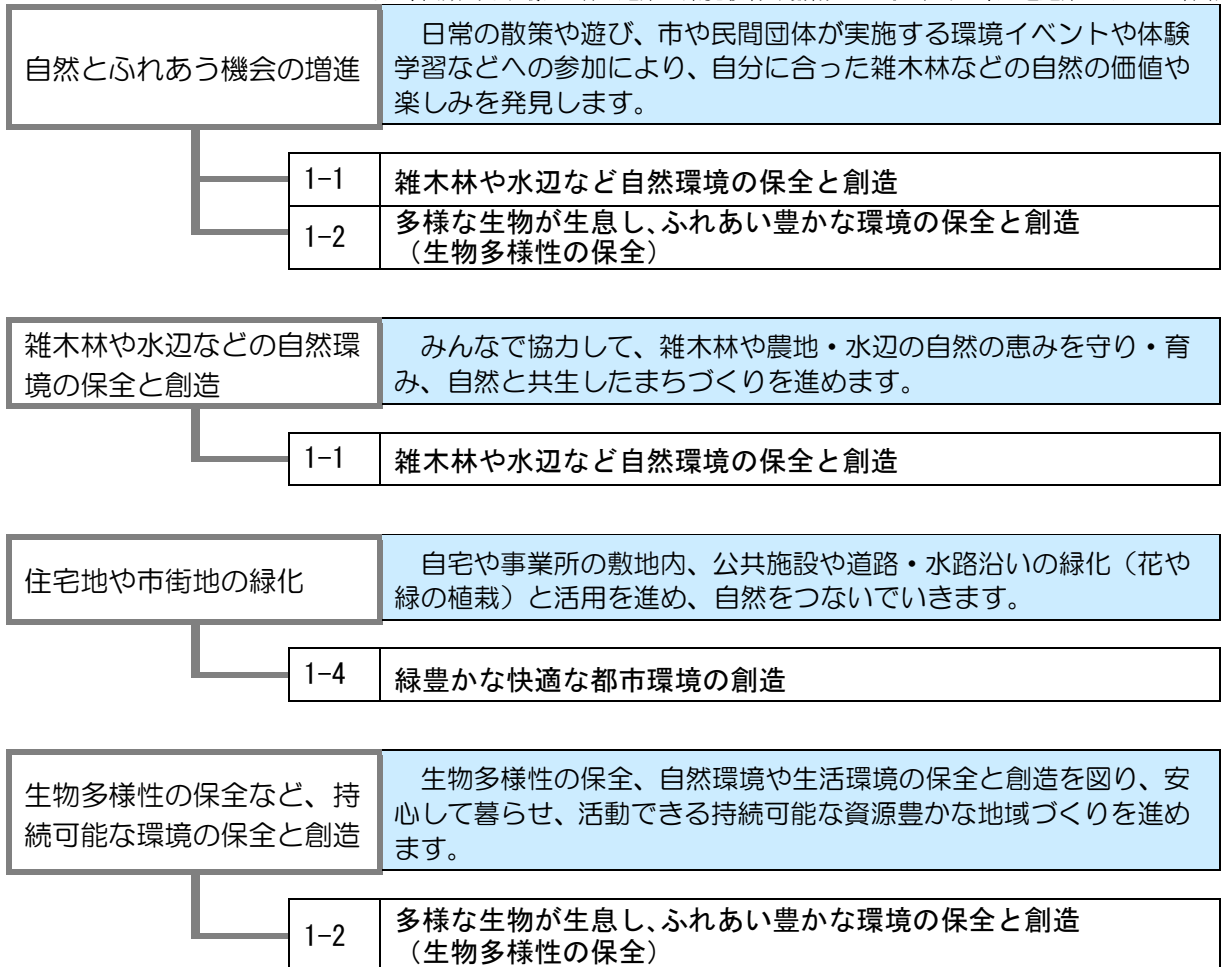 自然とふれあう機会の増進
日常の散策や遊び、市や民間団体が実施する環境イベントや体験
学習などへの参加により、自分に合った雑木林などの自然の価値や
楽しみを発見します。
1-1
雑木林や水辺など自然環境の保全と創造
1-2
多様な生物が生息し、ふれあい豊かな環境の保全と創造
(生物多様性の保全)
雑木林や水辺などの自然環
境の保全と創造
みんなで協力して、雑木林や農地・水辺の自然の恵みを守り・育
み、自然と共生したまちづくりを進めます。
1-1
雑木林や水辺など自然環境の保全と創造
住宅地や市街地の緑化
自宅や事業所の敷地内、公共施設や道路・水路沿いの緑化(花や
緑の植栽)と活用を進め、自然をつないでいきます。
1-4
緑豊かな快適な都市環境の創造
生物多様性の保全など、持
続可能な環境の保全と創造
生物多様性の保全、自然環境や生活環境の保全と創造を図り、安
心して暮らせ、活動できる持続可能な資源豊かな地域づくりを進め
ます。
1-2
多様な生物が生息し、ふれあい豊かな環境の保全と創造
(生物多様性の保全)